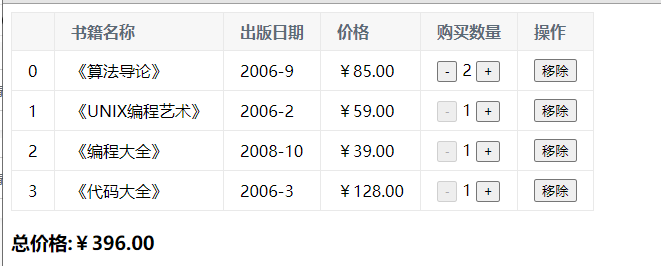 书籍名称 出版日期 价格 购买数量 操作
0 《算法导论》 2006-9 ￥85.00 - 2 + 移除
1 《UNIX编程艺术》 2006-2 ￥59.00 - 1 + 移除
2 《编程大全》 2008-10 ￥39.00 - 1 + 移除
3 《代码大全》 2006-3 ￥128.00 - 1 + 移除
总价格:￥396.00